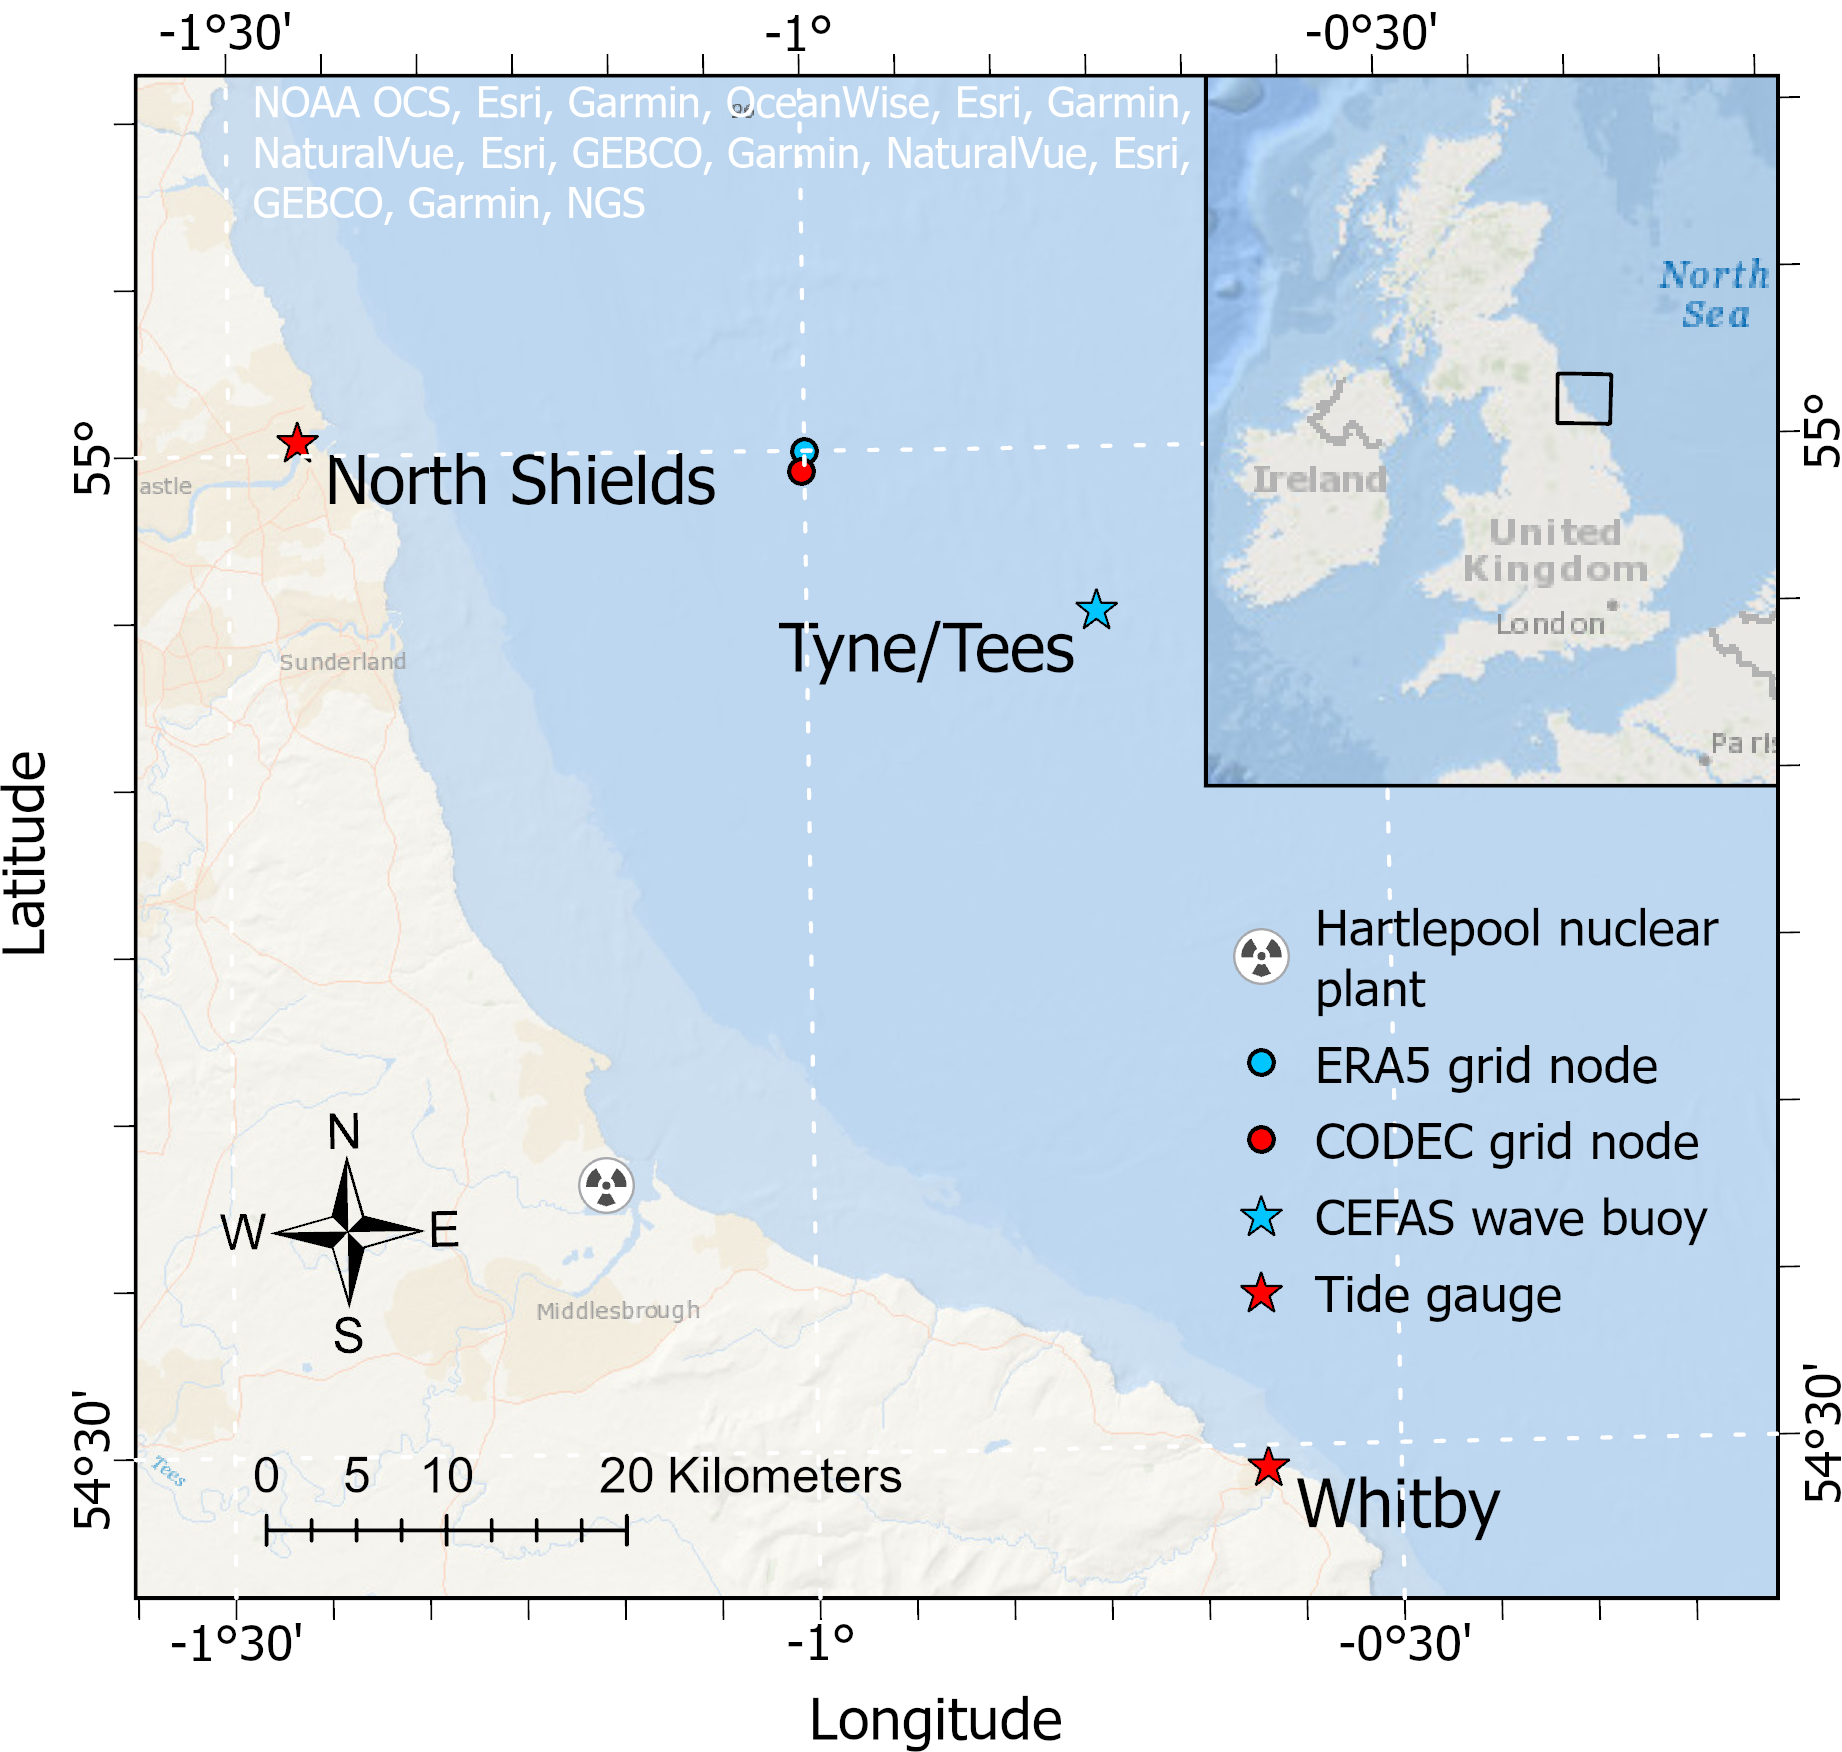 -1°30'
-1°
-0°30'
NOAA OCS, Esri, Garmin, OceanWise, Esri, Garmin,
NaturalVue, Esri, GEBCO, Garmin, NaturalVue, Esri,
GEBCO, Garmin, NGS
North
Sea
Ireland
United
Kingdom
London
Paris
55°
55°
astle
North Shields
Tyne/Tees
Sunderland
Latitude
Hartlepool nuclear
plant
ERA5 grid node
CODEC grid node
CEFAS wave buoy
Tide gauge
N
W
E
S
Middlesbrough
54°30'
54°30'
Tees
0 5 10 20 Kilometers
Whitby
-1°30'
-1°
-0°30'
Longitude